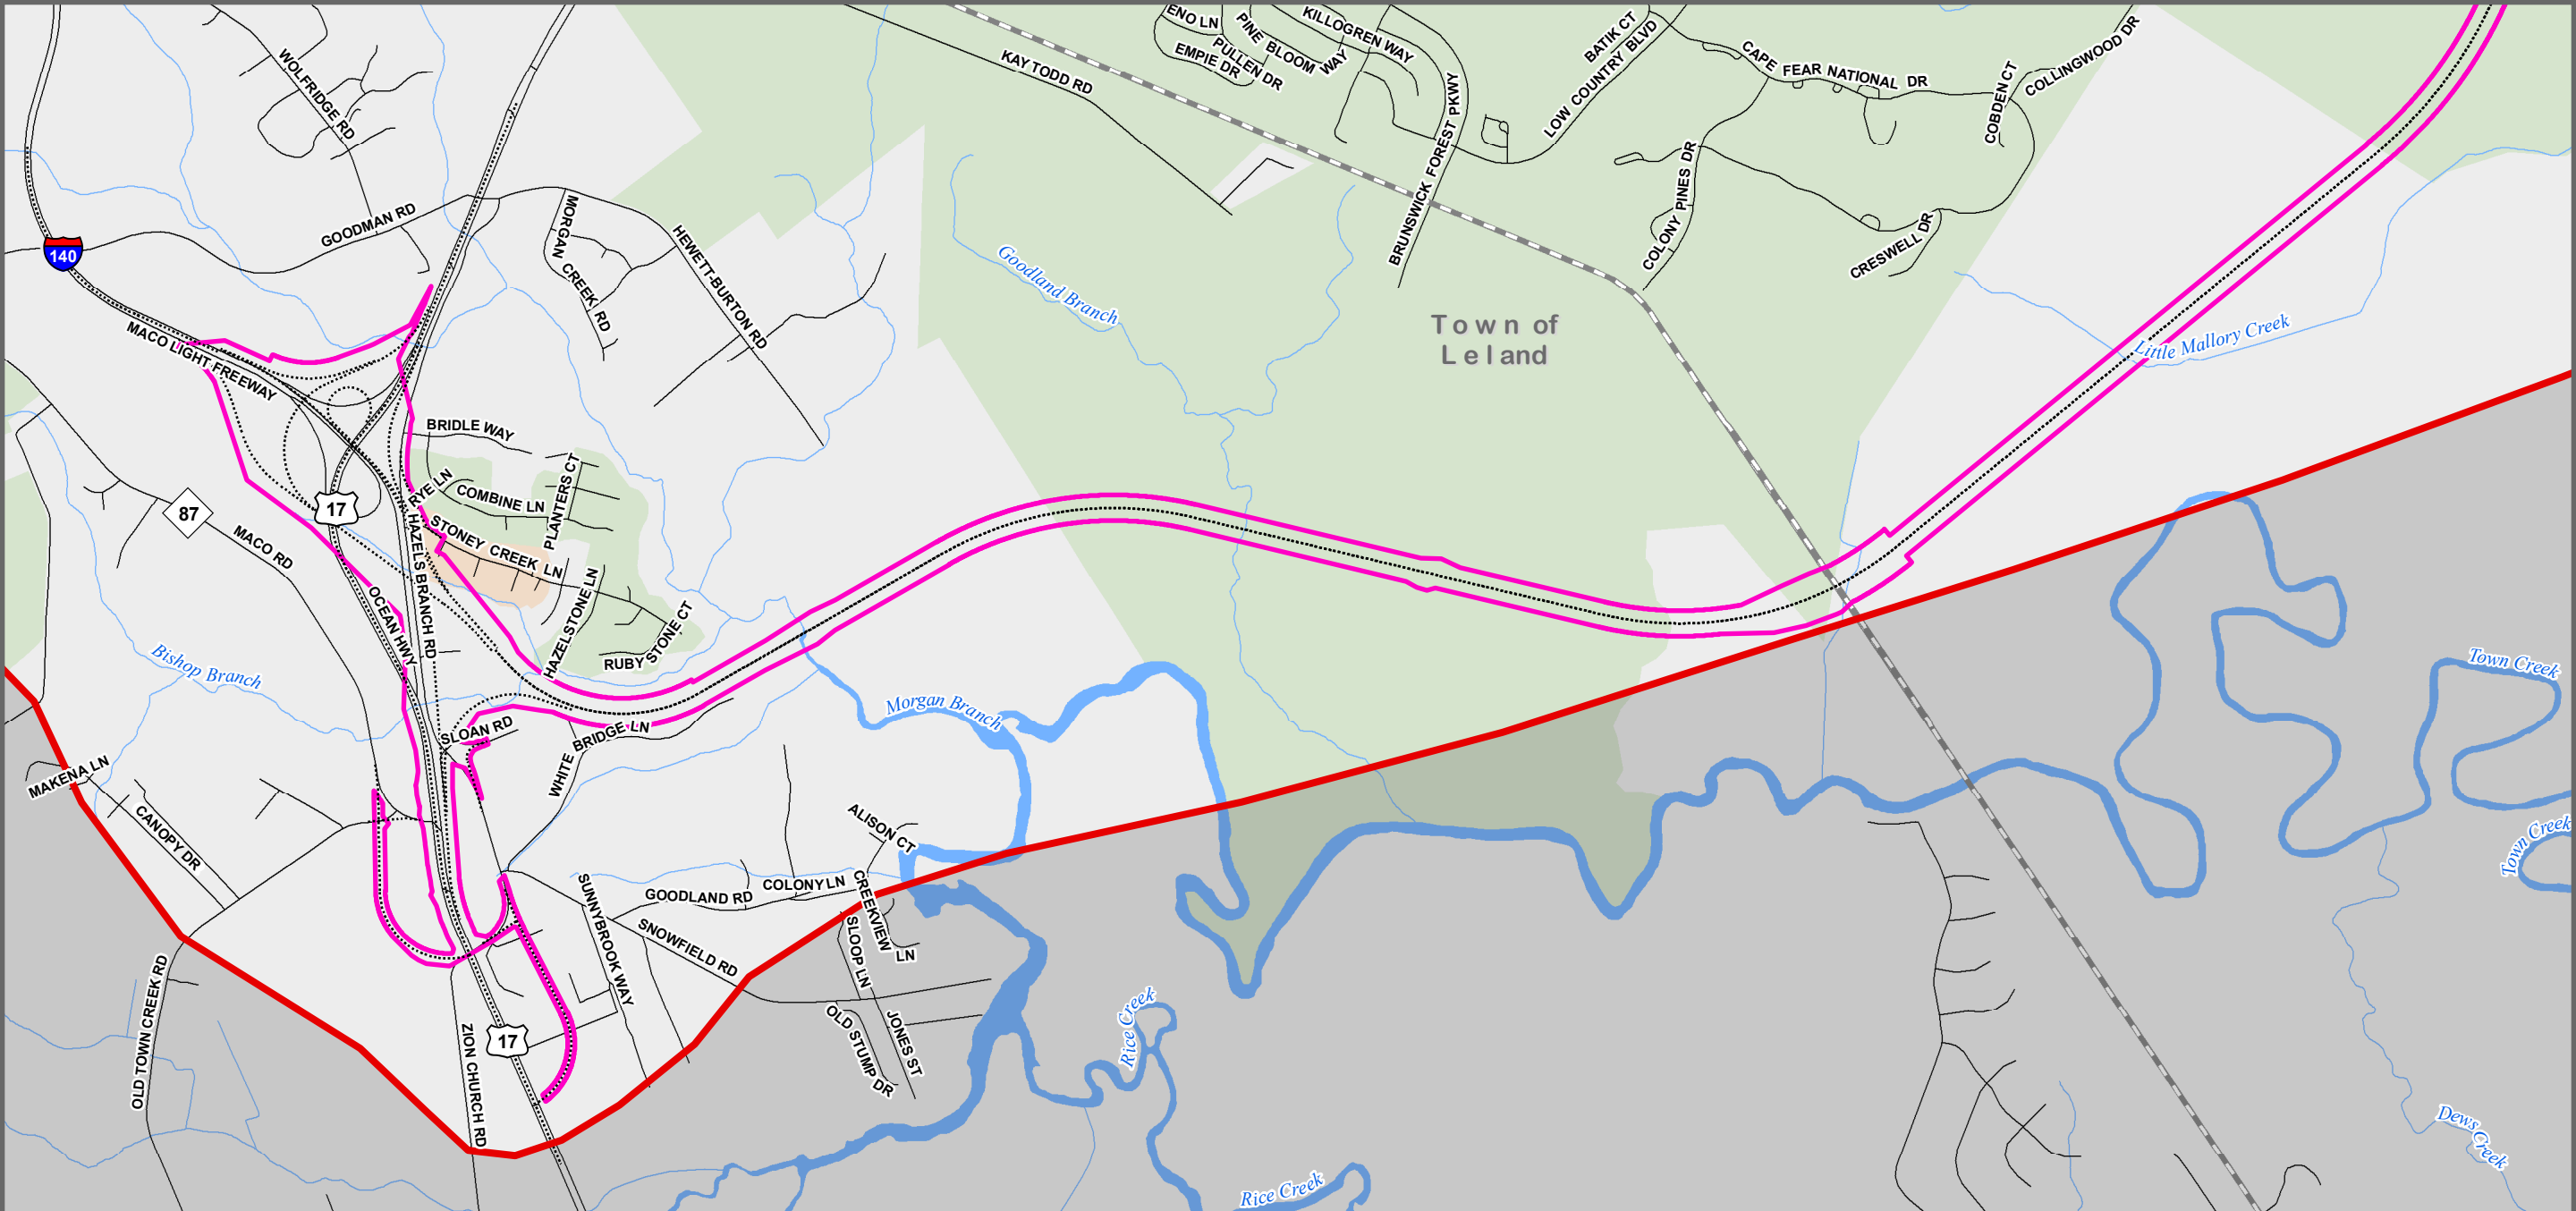 ENO LN
PINE BLOOM WAY
KILLOGREN WAY
PULLEN DR
EMPIE DR
KAY TODD RD
BATIK CT
LOW COUNTRY BLVD
CAPE FEAR NATIONAL DR
COLLINGWOOD DR
COBDEN CT
BRUNSWICK FOREST PKWY
COLONY PINES DR
CRESWELL DR
WOLFRIDGE RD
GOODMAN RD
140
MORGAN CREEK RD
HEWETT-BURTON RD
Goodland Branch
Town of
Leland
Little Mallory Creek
MACO LIGHT FREEWAY
BRIDLE WAY
RYE LN
COMBINE LN
PLANTERS CT
STONEY CREEK LN
17
87
MACO RD
HAZELS BRANCH RD
OCEAN HWY
HAZELSTONE LN
RUBY STONE CT
Bishop Branch
Morgan Branch
Town Creek
SLOAN RD
WHITE BRIDGE LN
MAKENA LN
CANOPY DR
ALISON CT
Town Creek
COLONY LN
GOODLAND RD
CREEKVIEW LN
SUNNYBROOK WAY
SNOWFIELD RD
SLOOP LN
OLD TOWN CREEK RD
ZION CHURCH RD
17
OLD STUMP DR
JONES ST
Rice Creek
Dews Creek
Rice Creek